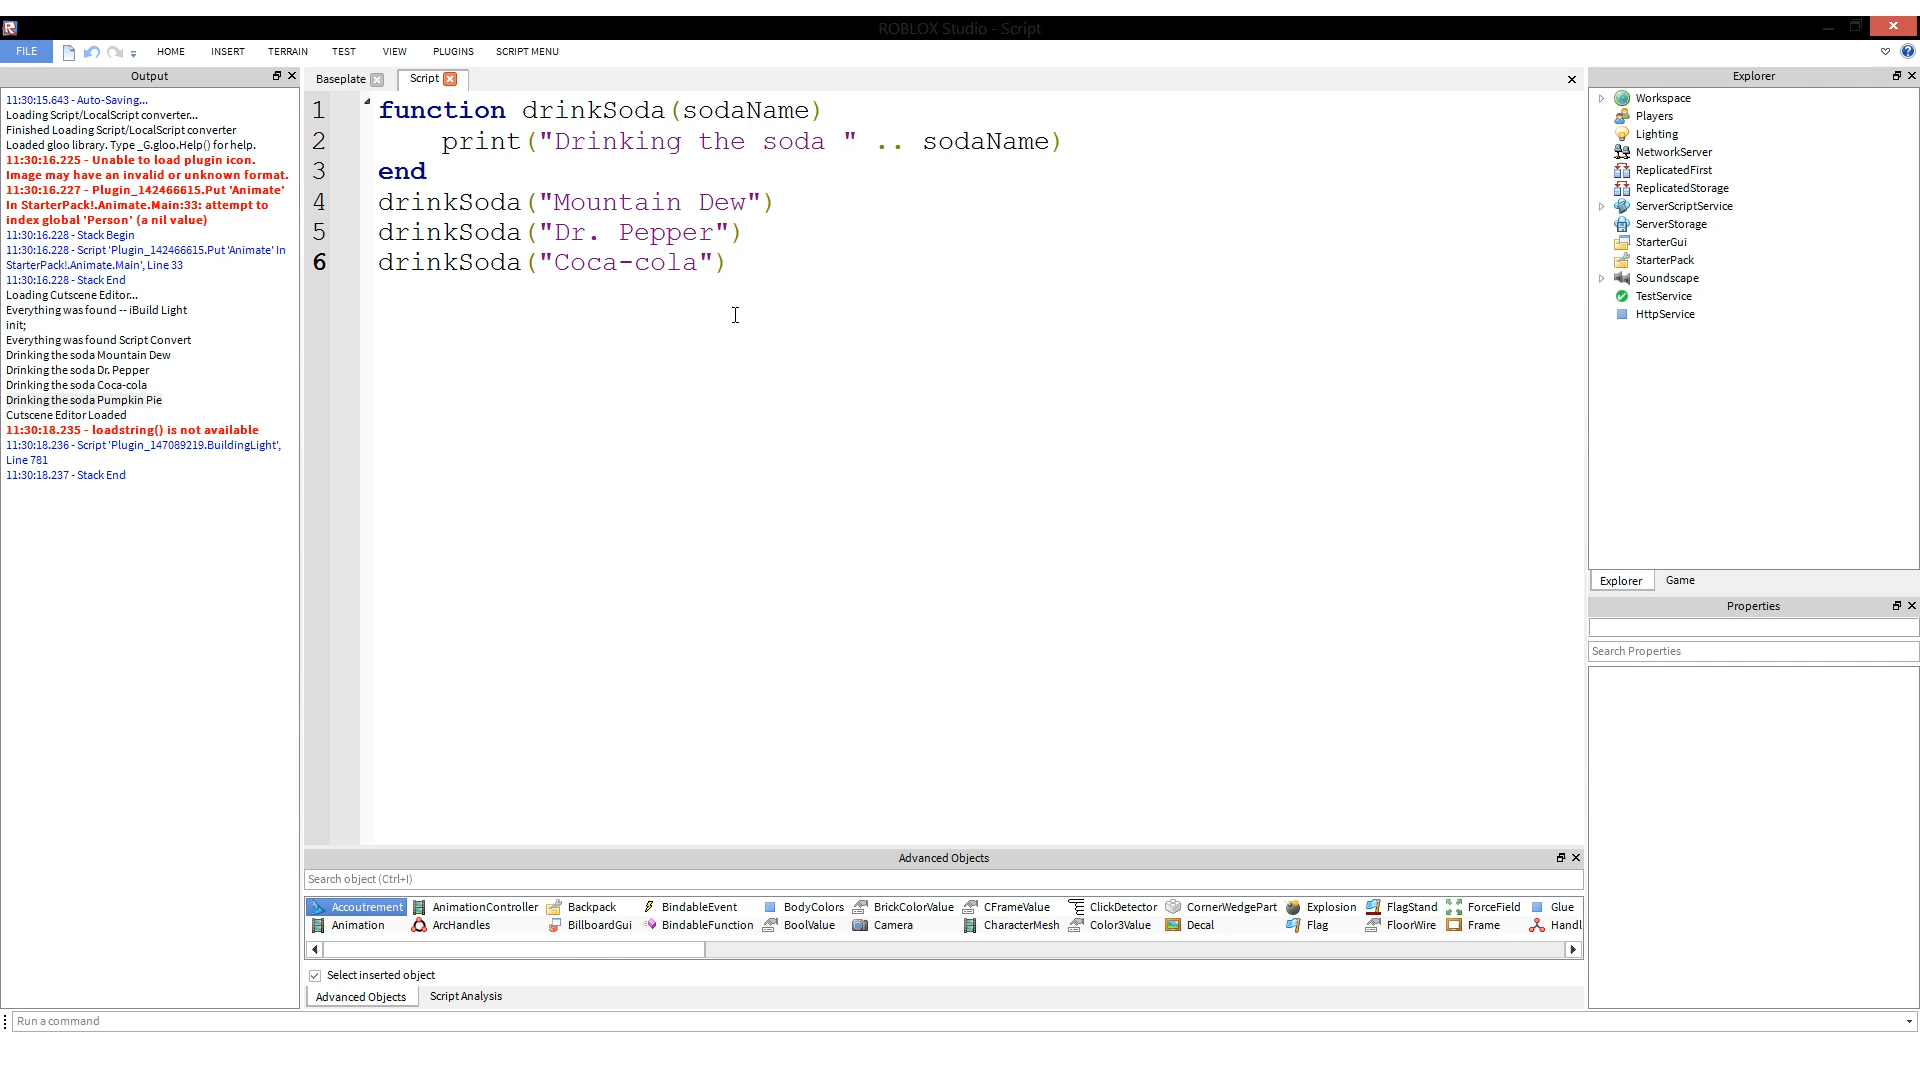 ROBLOX Studio - Script
FILE HOME INSERT TERRAIN TEST VIEW PLUGINS SCRIPT MENU
Output
11:30:15.643 - Auto-Saving...
Loading Script/LocalScript converter...
Finished Loading Script/LocalScript converter
Loaded gloo library. Type _G.gloo.Help() for help.
11:30:16.225 - Unable to load plugin icon.
Image may have an invalid or unknown format.
11:30:16.227 - Plugin_142466615.Put 'Animate'
In StarterPack!.Animate.Main:33: attempt to
index global 'Person' (a nil value)
11:30:16.228 - Stack Begin
11:30:16.228 - Script 'Plugin_142466615.Put 'Animate' In
StarterPack!.Animate.Main', Line 33
11:30:16.228 - Stack End
Loading Cutscene Editor...
Everything was found -- iBuild Light
init;
Everything was found Script Convert
Drinking the soda Mountain Dew
Drinking the soda Dr. Pepper
Drinking the soda Coca-cola
Drinking the soda Pumpkin Pie
Cutscene Editor Loaded
11:30:18.235 - loadstring() is not available
11:30:18.236 - Script 'Plugin_147089219.BuildingLight',
Line 781
11:30:18.237 - Stack End
Baseplate Script
1 function drinkSoda(sodaName)
2 print("Drinking the soda " .. sodaName)
3 end
4 drinkSoda("Mountain Dew")
5 drinkSoda("Dr. Pepper")
6 drinkSoda("Coca-cola")
Advanced Objects
Search object (Ctrl+I)
Accoutrement AnimationController Backpack BindableEvent BodyColors BrickColorValue CFrameValue ClickDetector CornerWedgePart Explosion FlagStand ForceField Glue
Animation ArcHandles BillboardGui BindableFunction BoolValue Camera CharacterMesh Color3Value Decal Flag FloorWire Frame Handl
Select inserted object
Advanced Objects Script Analysis
Run a command
Explorer
Workspace
Players
Lighting
NetworkServer
ReplicatedFirst
ReplicatedStorage
ServerScriptService
ServerStorage
StarterGui
StarterPack
Soundscape
TestService
HttpService
Explorer Game
Properties
Search Properties